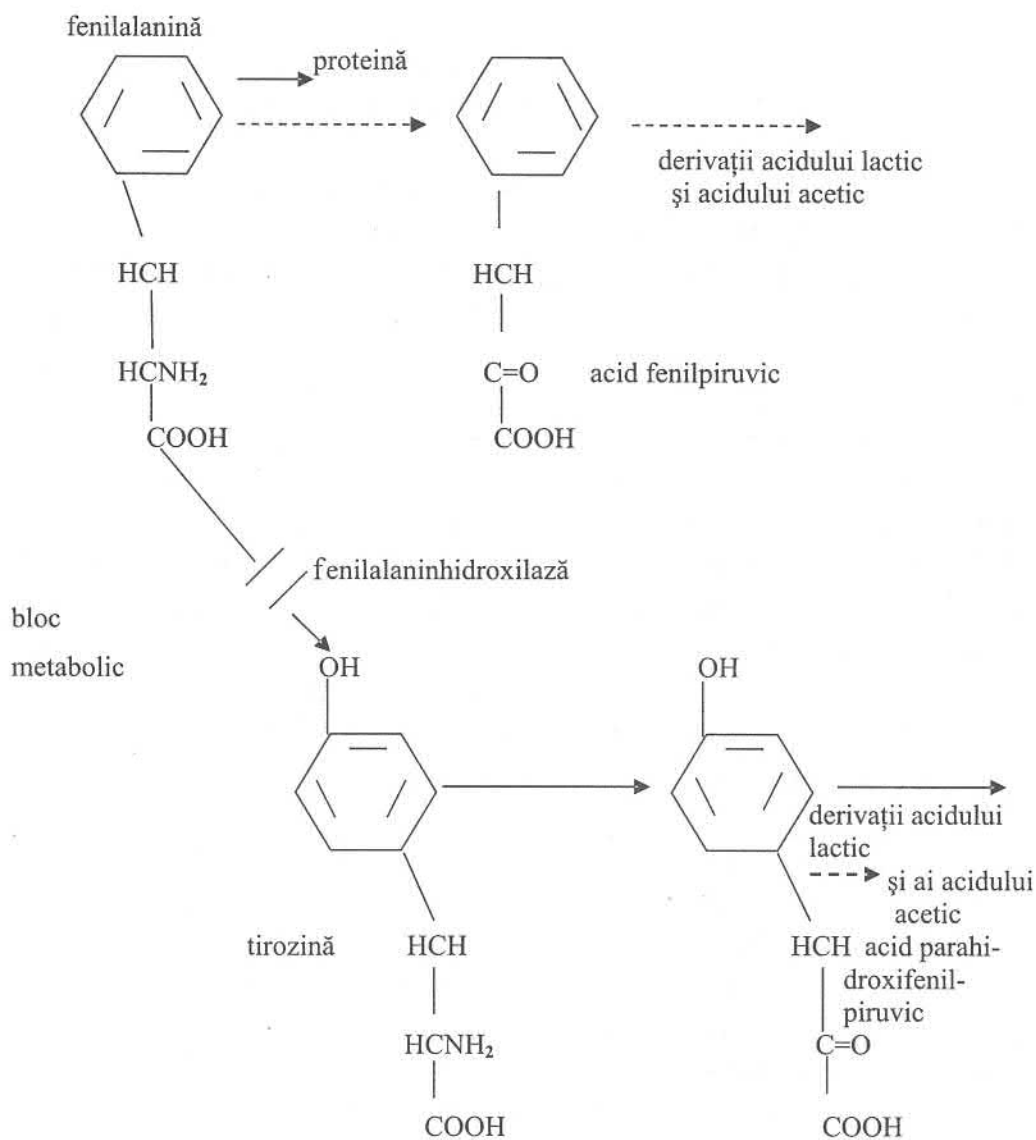 fenilalanină
proteină
derivații acidului lactic
și acidului acetic
HCH
HCH
HCNH₂
C=O
acid fenilpiruvic
COOH
COOH
fenilalaninhidroxilază
bloc
metabolic
OH
OH
derivații acidului
lactic
și ai acidului
acetic
tirozină
HCH
HCH
acid parahi-
droxifenil-
piruvic
HCNH₂
C=O
COOH
COOH